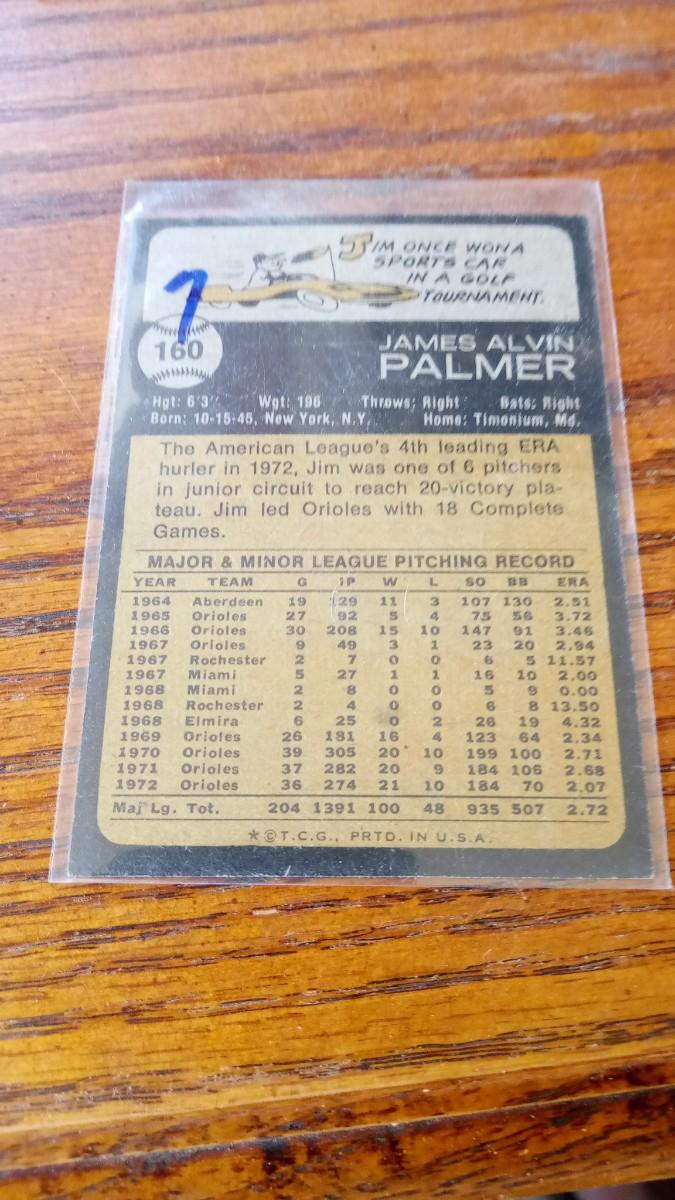 JIM ONCE WON A
SPORTS CAR
IN A GOLF
TOURNAMENT.
7
160
JAMES ALVIN
PALMER
Hgt: 6'3" Wgt: 196 Throws: Right Bats: Right
Born: 10-15-45, New York, N.Y. Home: Timonium, Md.
The American League's 4th leading ERA
hurler in 1972, Jim was one of 6 pitchers
in junior circuit to reach 20-victory pla-
teau. Jim led Orioles with 18 Complete
Games.
MAJOR & MINOR LEAGUE PITCHING RECORD
YEAR TEAM G IP W L SO BB ERA
1964 Aberdeen 19 129 11 3 107 130 2.51
1965 Orioles 27 92 5 4 75 56 3.72
1966 Orioles 30 208 15 10 147 91 3.46
1967 Orioles 9 49 3 1 23 20 2.94
1967 Rochester 2 7 0 0 6 5 11.57
1967 Miami 5 27 1 1 16 10 2.00
1968 Miami 2 8 0 0 5 9 0.00
1968 Rochester 2 4 0 0 6 8 13.50
1968 Elmira 6 25 0 2 26 19 4.32
1969 Orioles 26 181 16 4 123 64 2.34
1970 Orioles 39 305 20 10 199 100 2.71
1971 Orioles 37 282 20 9 184 106 2.68
1972 Orioles 36 274 21 10 184 70 2.07
Maj Lg. Tot. 204 1391 100 48 935 507 2.72
*©T.C.G., PRTD. IN U.S.A.